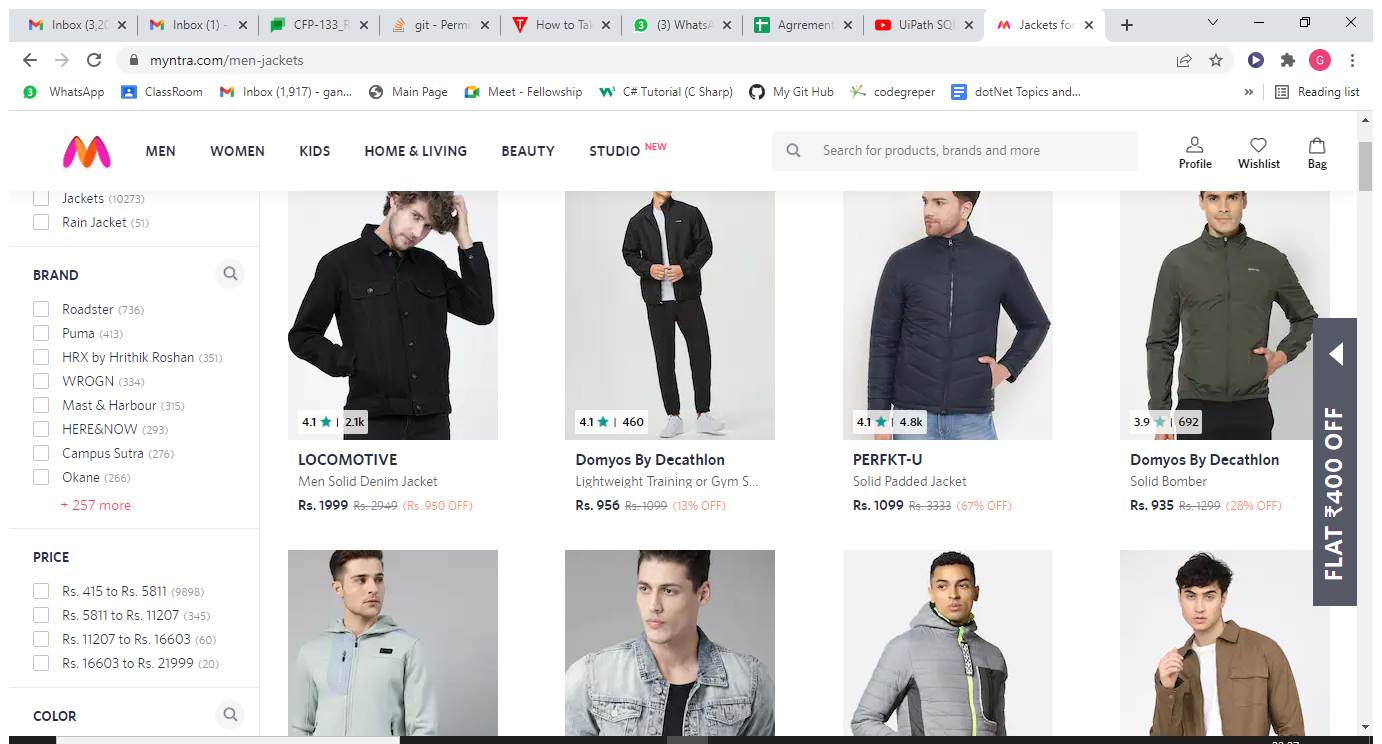 Inbox (3,20
Inbox (1) -
CFP-133_R
git - Permi
How to Tak
(3) WhatsA
Agrrement
UiPath SQL
Jackets for
myntra.com/men-jackets
G
WhatsApp
ClassRoom
Inbox (1,917) - gan...
Main Page
Meet - Fellowship
C# Tutorial (C Sharp)
My Git Hub
codegreper
dotNet Topics and...
»
Reading list
MEN
WOMEN
KIDS
HOME & LIVING
BEAUTY
STUDIO NEW
Search for products, brands and more
Profile
Wishlist
Bag
Jackets (10273)
Rain Jacket (51)
BRAND
Roadster (736)
Puma (413)
HRX by Hrithik Roshan (351)
WROGN (334)
Mast & Harbour (315)
HERE&NOW (293)
Campus Sutra (276)
Okane (266)
+ 257 more
PRICE
Rs. 415 to Rs. 5811 (9898)
Rs. 5811 to Rs. 11207 (345)
Rs. 11207 to Rs. 16603 (60)
Rs. 16603 to Rs. 21999 (20)
COLOR
4.1 ★ | 2.1k
LOCOMOTIVE
Men Solid Denim Jacket
Rs. 1999 Rs. 2949 (Rs. 950 OFF)
4.1 ★ | 460
Domyos By Decathlon
Lightweight Training or Gym S...
Rs. 956 Rs. 1099 (13% OFF)
4.1 ★ | 4.8k
PERFKT-U
Solid Padded Jacket
Rs. 1099 Rs. 3333 (67% OFF)
3.9 ★ | 692
Domyos By Decathlon
Solid Bomber
Rs. 935 Rs. 1299 (28% OFF)
FLAT ₹400 OFF